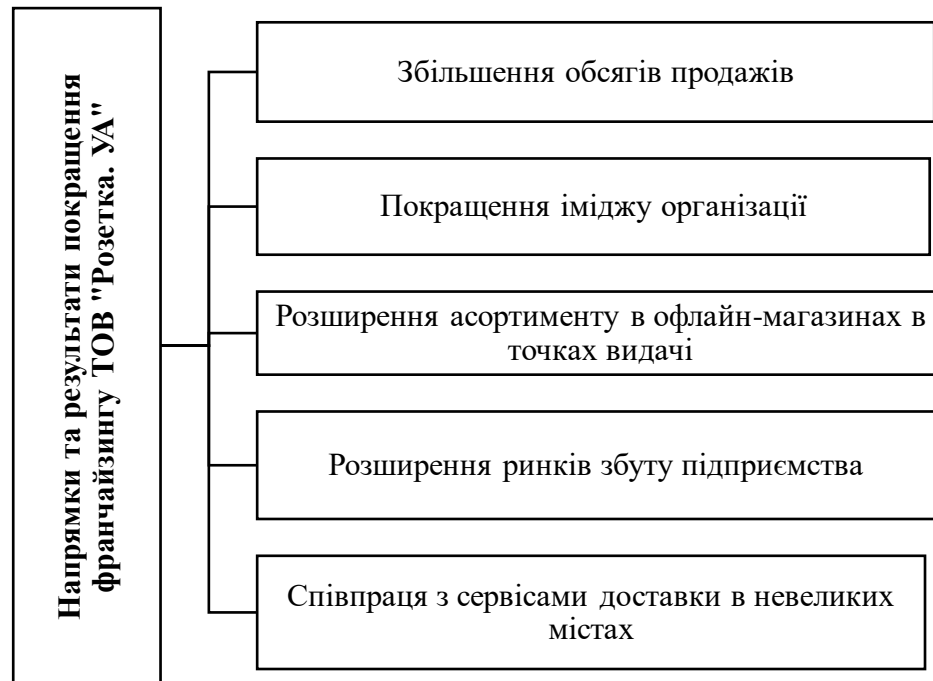 Напрямки та результати покращення
франчайзингу ТОВ "Розетка. УА"
Збільшення обсягів продажів
Покращення іміджу організації
Розширення асортименту в офлайн-магазинах в
точках видачі
Розширення ринків збуту підприємства
Співпраця з сервісами доставки в невеликих
містах